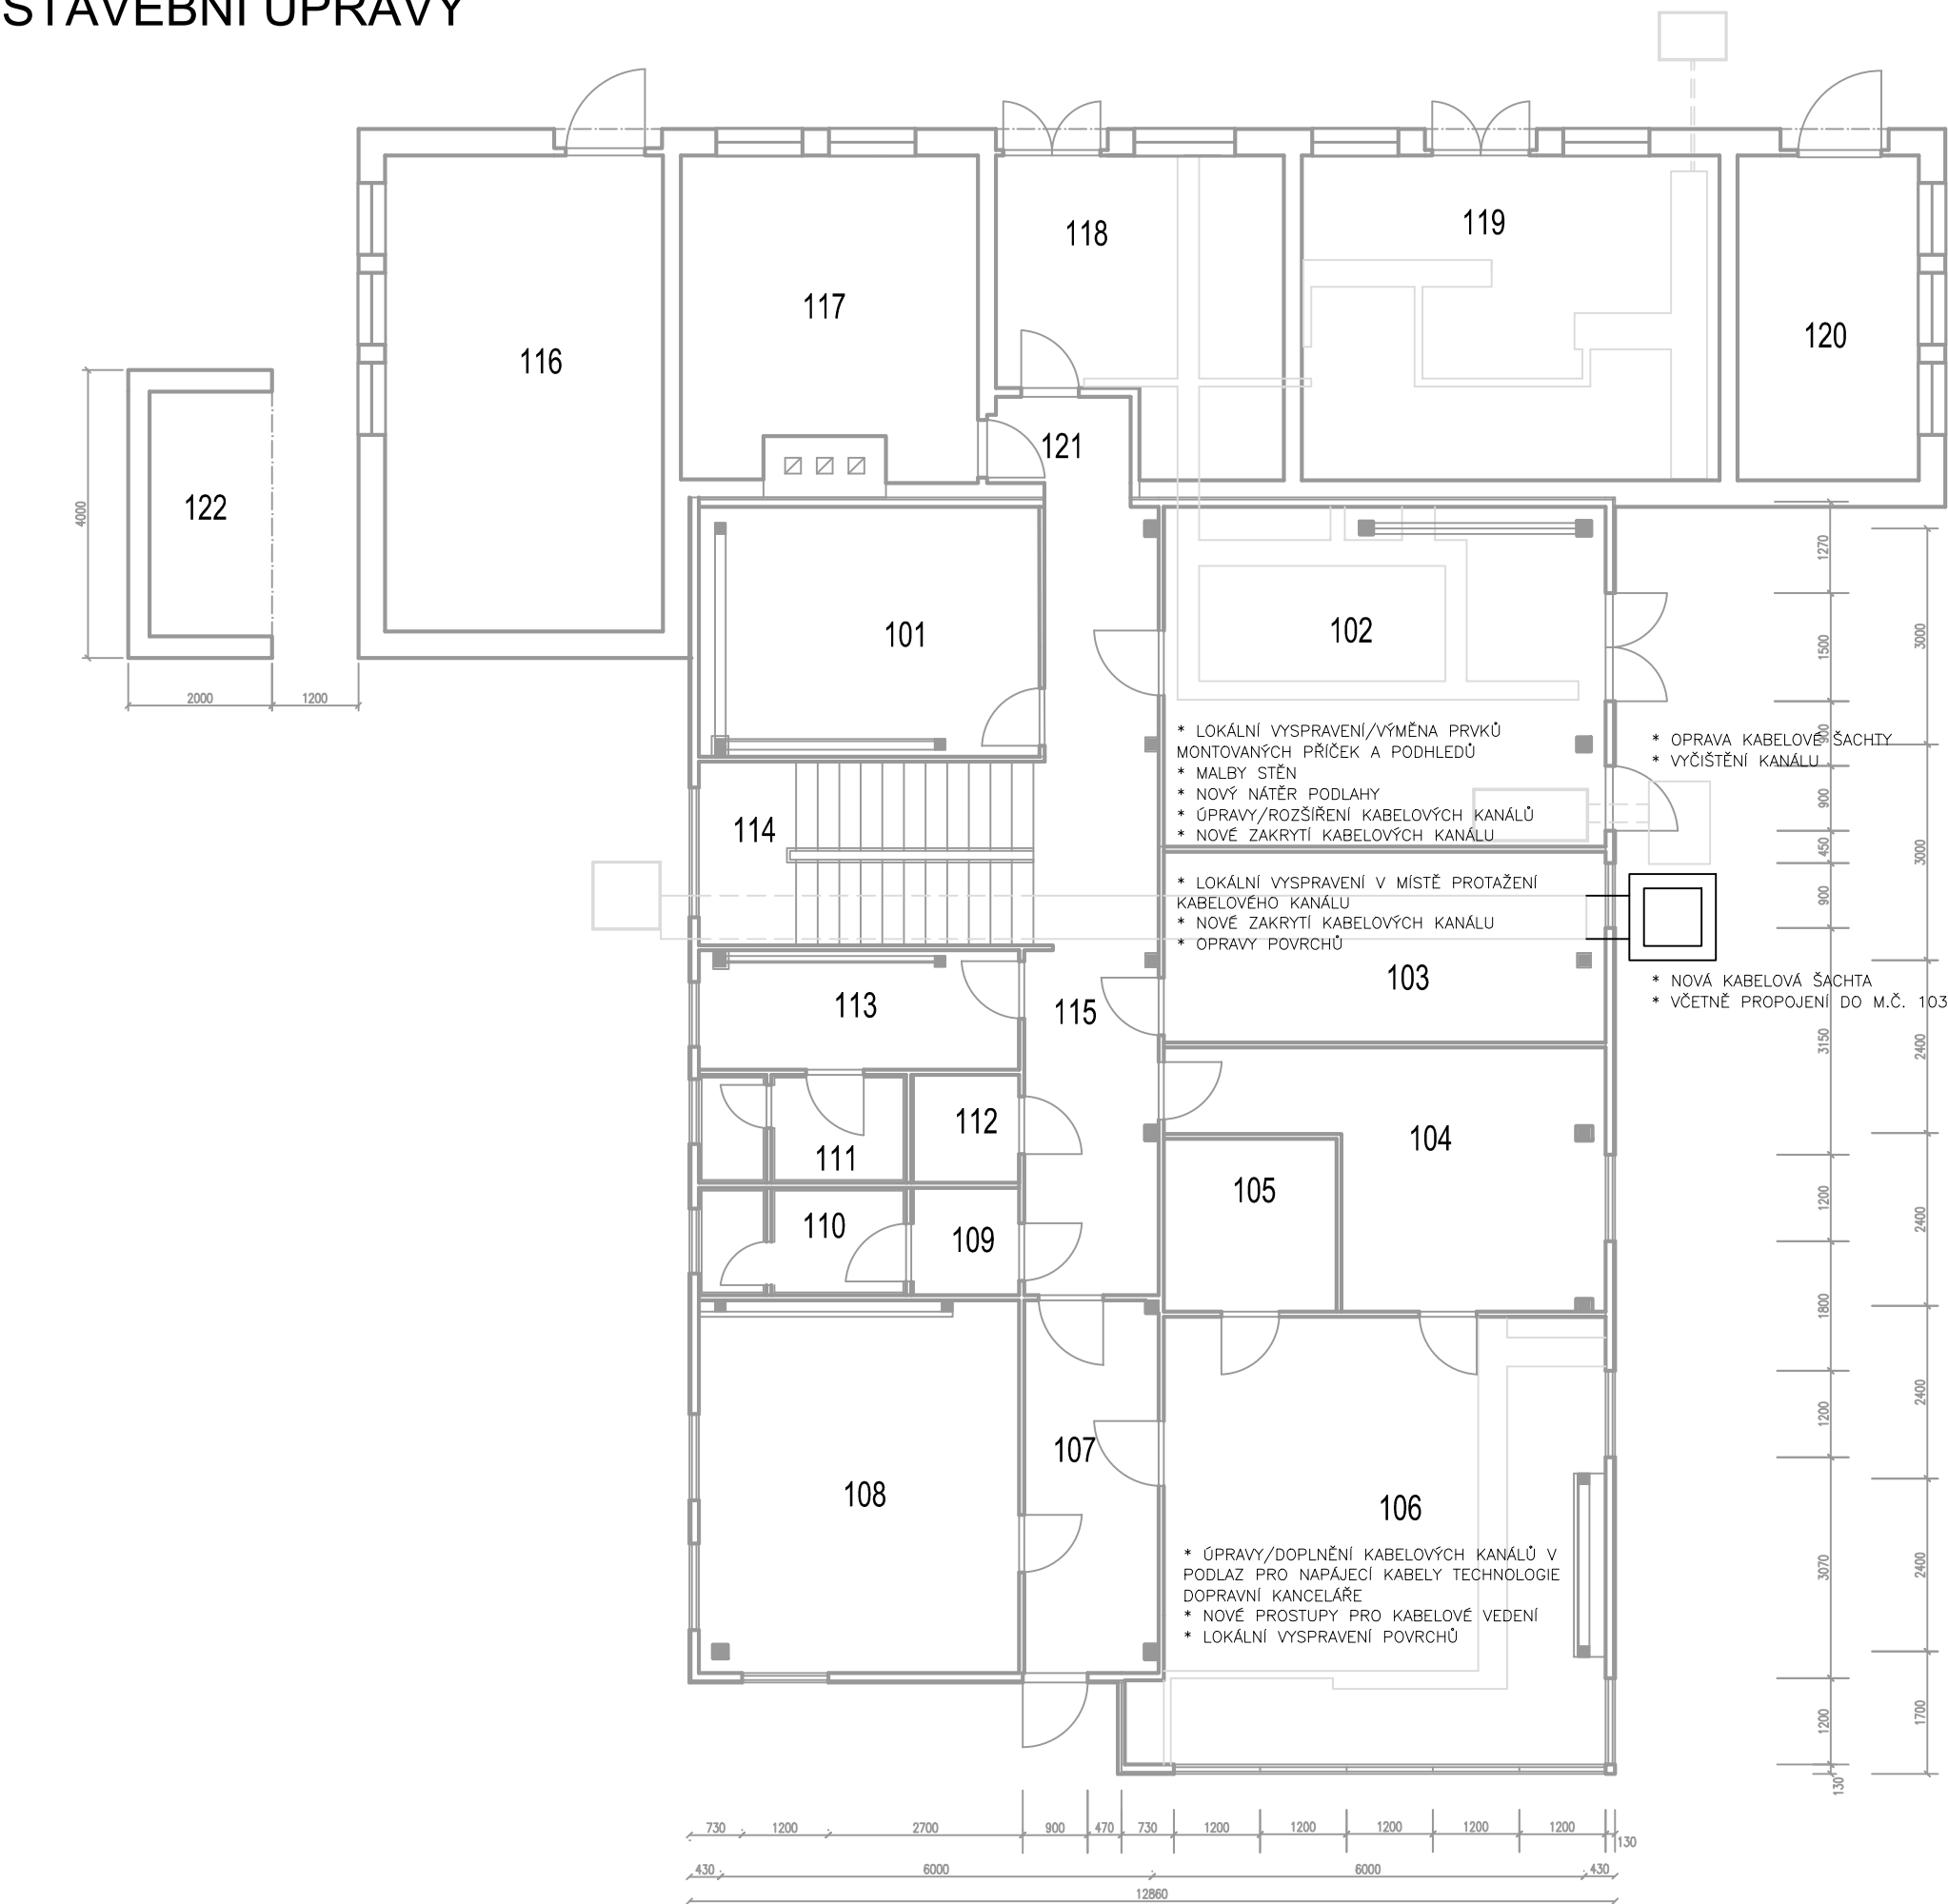 STAVEBNÍ ÚPRAVY
118
119
117
120
116
121
122
4000
2000
1200
101
102
1270
1500
900
900
450
900
3150
1200
1800
1200
3070
1200
130
3000
3000
2400
2400
2400
2400
1700
* LOKÁLNÍ VYSPRAVENÍ/VÝMĚNA PRVKŮ
MONTOVANÝCH PŘÍČEK A PODHLEDŮ
* MALBY STĚN
* NOVÝ NÁTĚR PODLAHY
* ÚPRAVY/ROZŠÍŘENÍ KABELOVÝCH KANÁLŮ
* NOVÉ ZAKRYTÍ KABELOVÝCH KANÁLU
* OPRAVA KABELOVÉ ŠACHTY
* VYČIŠTĚNÍ KANÁLU
114
* LOKÁLNÍ VYSPRAVENÍ V MÍSTĚ PROTAŽENÍ
KABELOVÉHO KANÁLU
* NOVÉ ZAKRYTÍ KABELOVÝCH KANÁLU
* OPRAVY POVRCHŮ
103
* NOVÁ KABELOVÁ ŠACHTA
* VČETNĚ PROPOJENÍ DO M.Č. 103
113
115
112
111
104
105
110
109
107
108
106
* ÚPRAVY/DOPLNĚNÍ KABELOVÝCH KANÁLŮ V
PODLAZ PRO NAPÁJECÍ KABELY TECHNOLOGIE
DOPRAVNÍ KANCELÁŘE
* NOVÉ PROSTUPY PRO KABELOVÉ VEDENÍ
* LOKÁLNÍ VYSPRAVENÍ POVRCHŮ
730 1200 2700 900 470 730 1200 1200 1200 1200 1200 130
430 6000 6000 430
12860